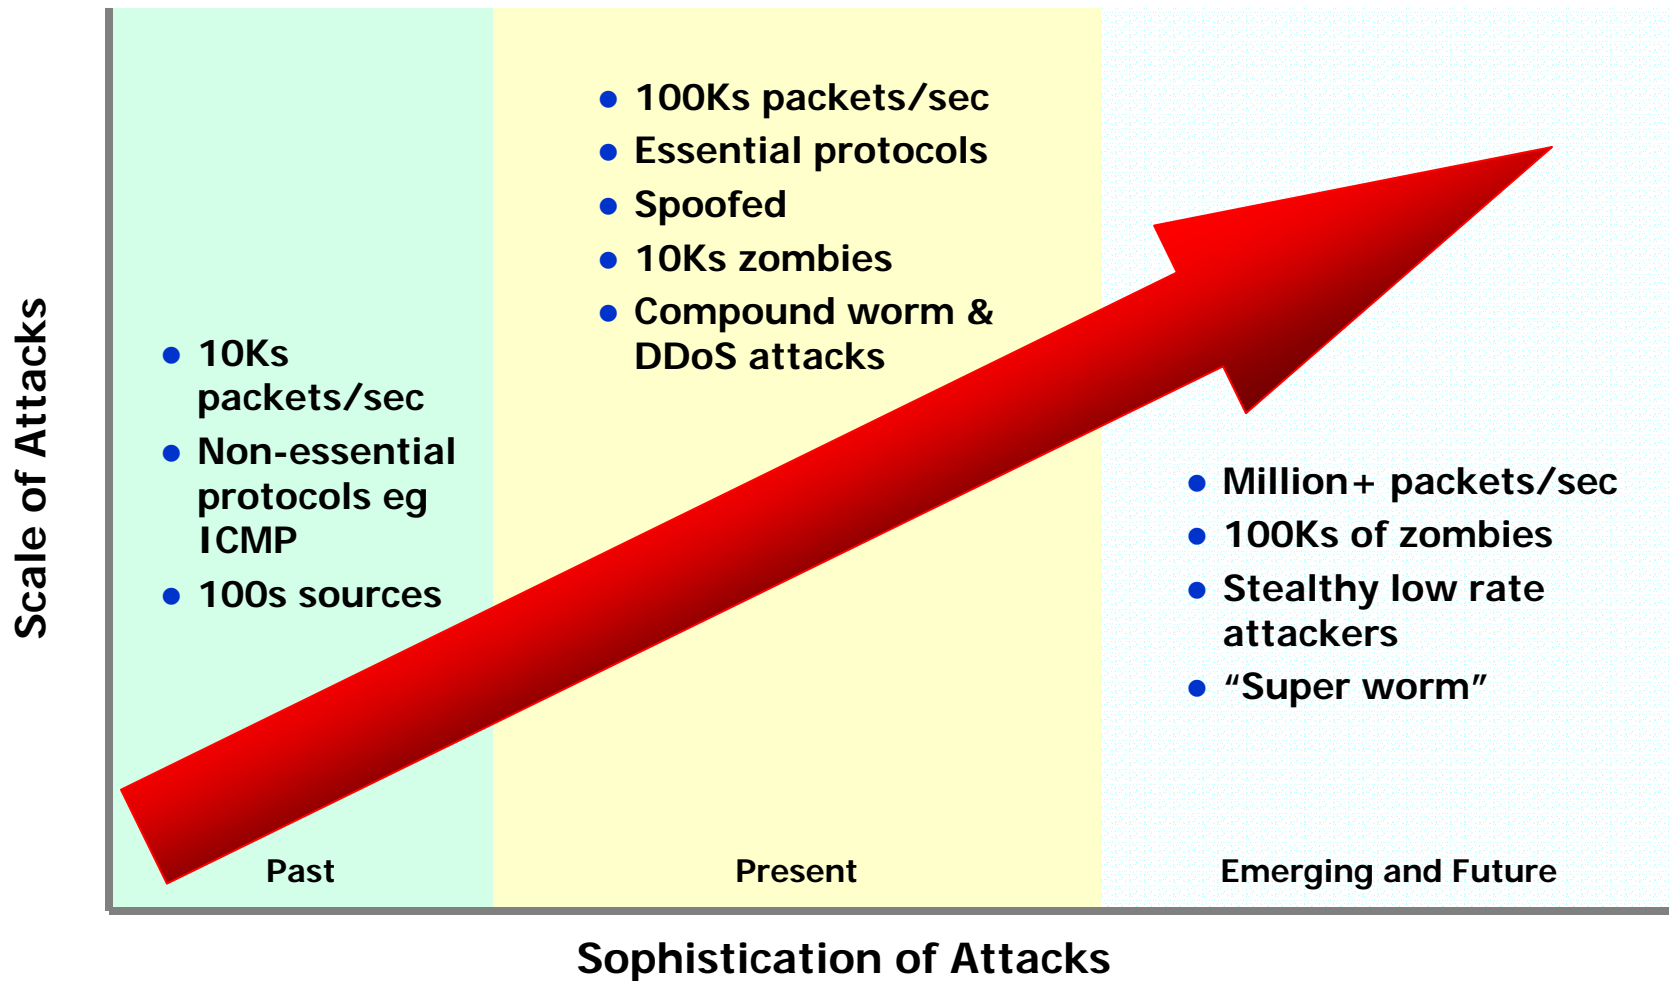 Scale of Attacks
● 10Ks
packets/sec
● Non-essential
protocols eg
ICMP
● 100s sources
Past
● 100Ks packets/sec
● Essential protocols
● Spoofed
● 10Ks zombies
● Compound worm &
DDoS attacks
Present
● Million+ packets/sec
● 100Ks of zombies
● Stealthy low rate
attackers
● “Super worm”
Emerging and Future
Sophistication of Attacks